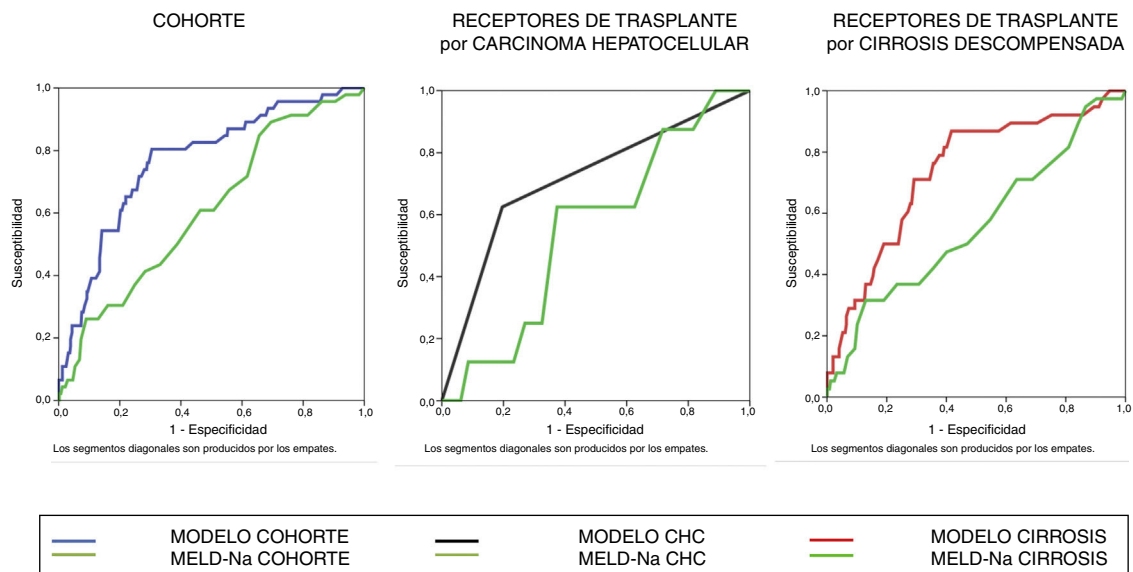 COHORTE
RECEPTORES DE TRASPLANTE
por CARCINOMA HEPATOCELULAR
RECEPTORES DE TRASPLANTE
por CIRROSIS DESCOMPENSADA
Susceptibilidad
1,0
0,8
0,6
0,4
0,2
0,0
0,0 0,2 0,4 0,6 0,8 1,0
1 - Especificidad
Los segmentos diagonales son producidos por los empates.
Susceptibilidad
1,0
0,8
0,6
0,4
0,2
0,0
0,0 0,2 0,4 0,6 0,8 1,0
1 - Especificidad
Los segmentos diagonales son producidos por los empates.
Susceptibilidad
1,0
0,8
0,6
0,4
0,2
0,0
0,0 0,2 0,4 0,6 0,8 1,0
1 - Especificidad
Los segmentos diagonales son producidos por los empates.
MODELO COHORTE
MELD-Na COHORTE
MODELO CHC
MELD-Na CHC
MODELO CIRROSIS
MELD-Na CIRROSIS